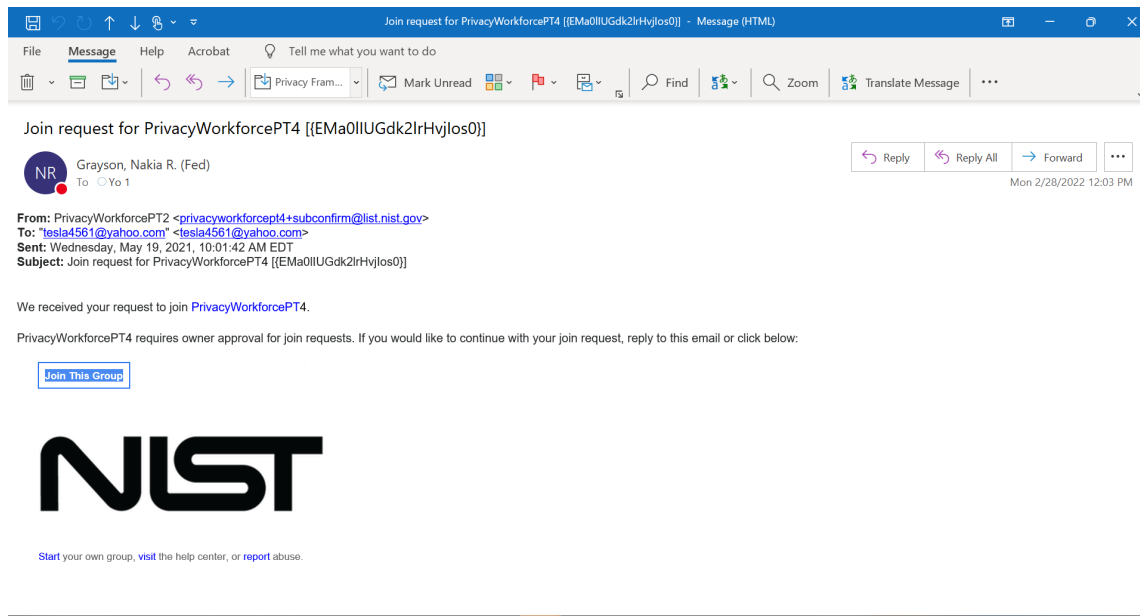 Join request for PrivacyWorkforcePT4 [{EMa0lIUGdk2lrHvjIos0}] - Message (HTML)
File Message Help Acrobat Tell me what you want to do
Privacy Fram... Mark Unread Find Zoom Translate Message
Join request for PrivacyWorkforcePT4 [{EMa0lIUGdk2lrHvjIos0}]
NR
Grayson, Nakia R. (Fed)
To Yo 1
Reply Reply All Forward
Mon 2/28/2022 12:03 PM
From: PrivacyWorkforcePT2 <privacyworkforcept4+subconfirm@list.nist.gov>
To: "tesla4561@yahoo.com" <tesla4561@yahoo.com>
Sent: Wednesday, May 19, 2021, 10:01:42 AM EDT
Subject: Join request for PrivacyWorkforcePT4 [{EMa0lIUGdk2lrHvjIos0}]
We received your request to join PrivacyWorkforcePT4.
PrivacyWorkforcePT4 requires owner approval for join requests. If you would like to continue with your join request, reply to this email or click below:
Join This Group
NIST
Start your own group, visit the help center, or report abuse.